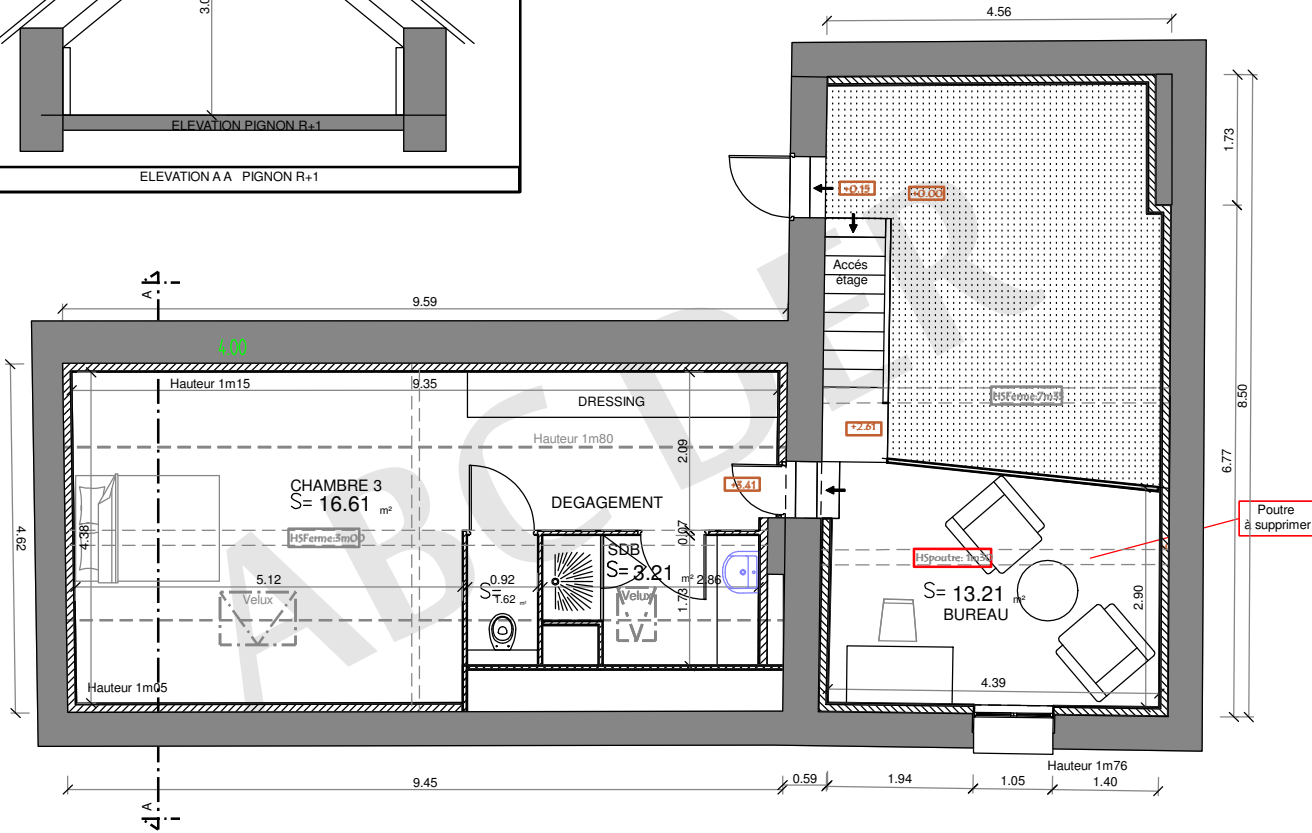 3.0
ELEVATION PIGNON R+1
ELEVATION A A PIGNON R+1
4.56
1.73
+0.15
+0.00
Accés
étage
A
9.59
4.00
Hauteur 1m15
9.35
DRESSING
Hauteur 1m80
2.09
8.50
6.77
+2.61
+3.41
CHAMBRE 3
S= 16.61 m²
DEGAGEMENT
HSFerme:3m00
4.62
4.38
0.07
SDB
S= 3.21 m²
5.12
0.92
S= 1.62 m²
2.86
1.73
Velux
Velux
Poutre
à supprimer
S= 13.21 m²
BUREAU
2.90
4.39
Hauteur 1m05
Hauteur 1m76
9.45
0.59
1.94
1.05
1.40
A
ABC DER